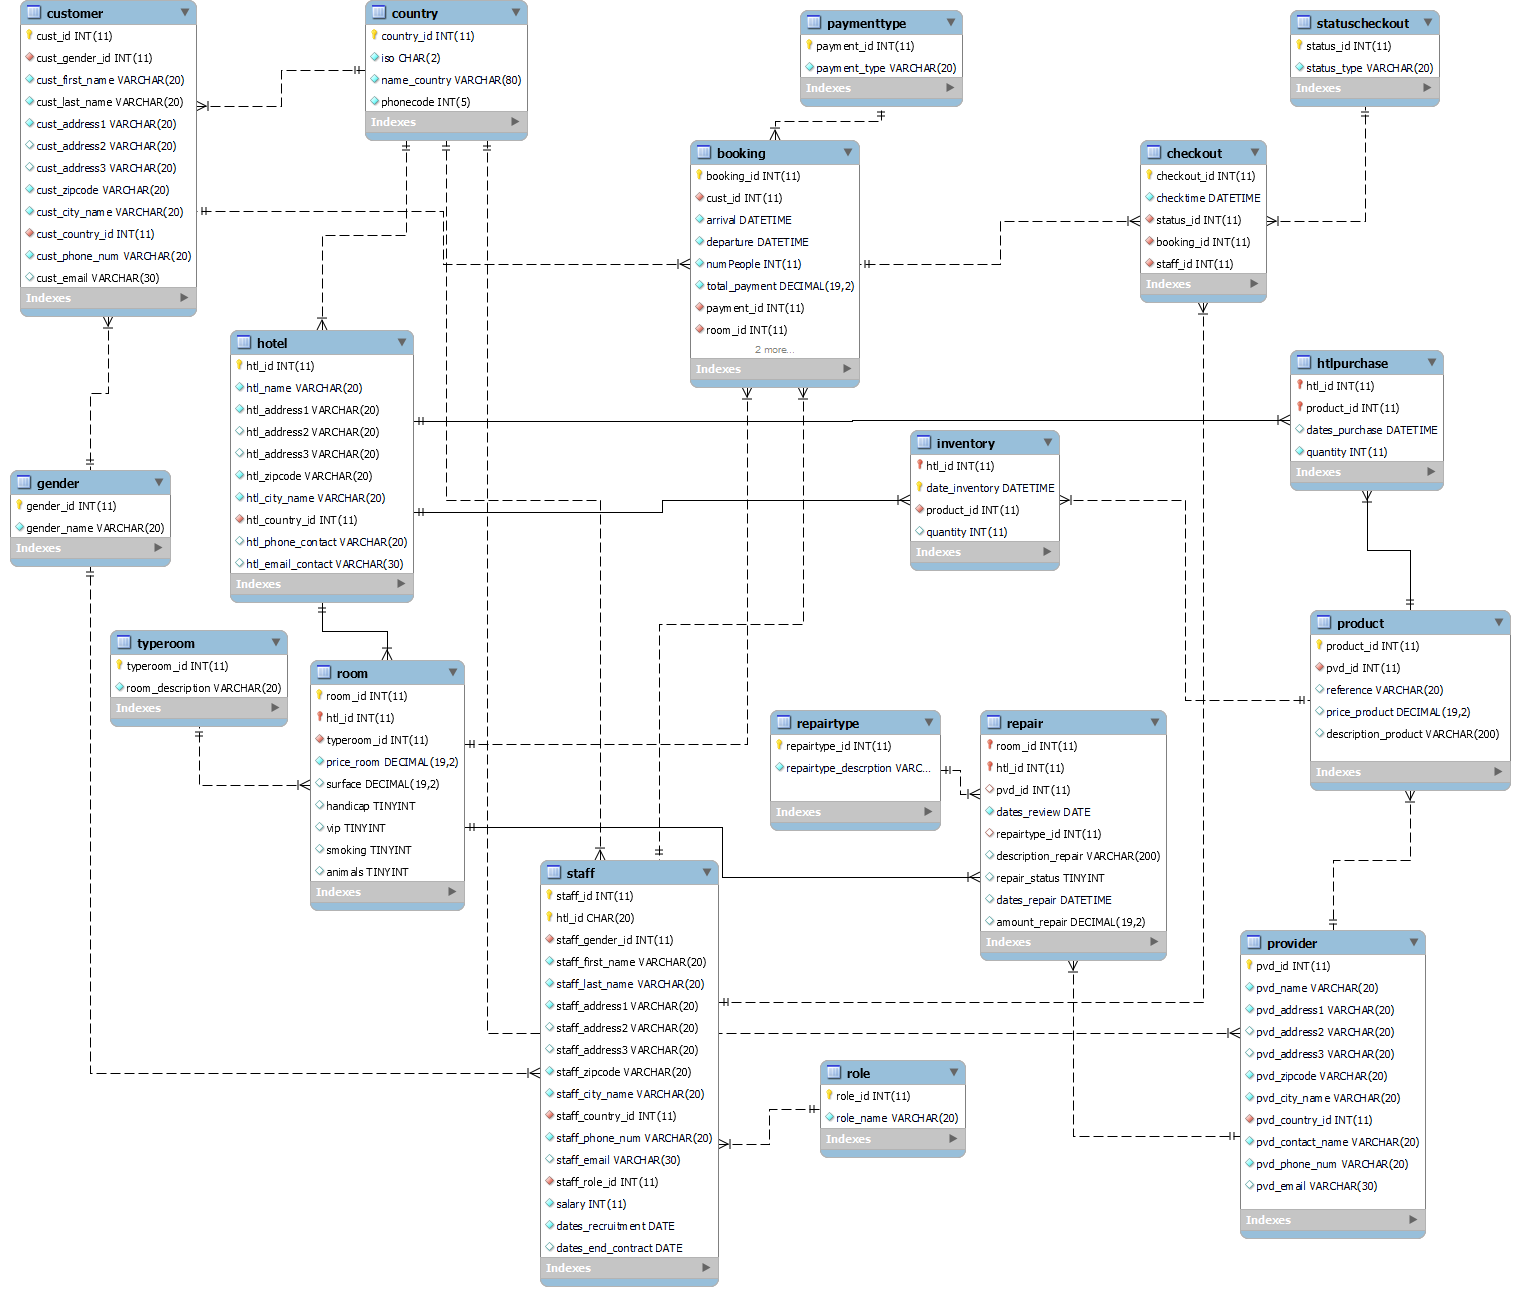 customer
cust_id INT(11)
cust_gender_id INT(11)
cust_first_name VARCHAR(20)
cust_last_name VARCHAR(20)
cust_address1 VARCHAR(20)
cust_address2 VARCHAR(20)
cust_address3 VARCHAR(20)
cust_zipcode VARCHAR(20)
cust_city_name VARCHAR(20)
cust_country_id INT(11)
cust_phone_num VARCHAR(20)
cust_email VARCHAR(30)
Indexes
country
country_id INT(11)
iso CHAR(2)
name_country VARCHAR(80)
phonecode INT(5)
Indexes
paymenttype
payment_id INT(11)
payment_type VARCHAR(20)
Indexes
statuscheckout
status_id INT(11)
status_type VARCHAR(20)
Indexes
booking
booking_id INT(11)
cust_id INT(11)
arrival DATETIME
departure DATETIME
numPeople INT(11)
total_payment DECIMAL(19,2)
payment_id INT(11)
room_id INT(11)
2 more...
Indexes
checkout
checkout_id INT(11)
checktime DATETIME
status_id INT(11)
booking_id INT(11)
staff_id INT(11)
Indexes
hotel
htl_id INT(11)
htl_name VARCHAR(20)
htl_address1 VARCHAR(20)
htl_address2 VARCHAR(20)
htl_address3 VARCHAR(20)
htl_zipcode VARCHAR(20)
htl_city_name VARCHAR(20)
htl_country_id INT(11)
htl_phone_contact VARCHAR(20)
htl_email_contact VARCHAR(30)
Indexes
htlpurchase
htl_id INT(11)
product_id INT(11)
dates_purchase DATETIME
quantity INT(11)
Indexes
inventory
htl_id INT(11)
date_inventory DATETIME
product_id INT(11)
quantity INT(11)
Indexes
gender
gender_id INT(11)
gender_name VARCHAR(20)
Indexes
typeroom
typeroom_id INT(11)
room_description VARCHAR(20)
Indexes
room
room_id INT(11)
htl_id INT(11)
typeroom_id INT(11)
price_room DECIMAL(19,2)
surface DECIMAL(19,2)
handicap TINYINT
vip TINYINT
smoking TINYINT
animals TINYINT
Indexes
product
product_id INT(11)
pvd_id INT(11)
reference VARCHAR(20)
price_product DECIMAL(19,2)
description_product VARCHAR(200)
Indexes
repairtype
repairtype_id INT(11)
repairtype_descrption VARC...
Indexes
repair
room_id INT(11)
htl_id INT(11)
pvd_id INT(11)
dates_review DATE
repairtype_id INT(11)
description_repair VARCHAR(200)
repair_status TINYINT
dates_repair DATETIME
amount_repair DECIMAL(19,2)
Indexes
staff
staff_id INT(11)
htl_id CHAR(20)
staff_gender_id INT(11)
staff_first_name VARCHAR(20)
staff_last_name VARCHAR(20)
staff_address1 VARCHAR(20)
staff_address2 VARCHAR(20)
staff_address3 VARCHAR(20)
staff_zipcode VARCHAR(20)
staff_city_name VARCHAR(20)
staff_country_id INT(11)
staff_phone_num VARCHAR(20)
staff_email VARCHAR(30)
staff_role_id INT(11)
salary INT(11)
dates_recruitment DATE
dates_end_contract DATE
Indexes
role
role_id INT(11)
role_name VARCHAR(20)
Indexes
provider
pvd_id INT(11)
pvd_name VARCHAR(20)
pvd_address1 VARCHAR(20)
pvd_address2 VARCHAR(20)
pvd_address3 VARCHAR(20)
pvd_zipcode VARCHAR(20)
pvd_city_name VARCHAR(20)
pvd_country_id INT(11)
pvd_contact_name VARCHAR(20)
pvd_phone_num VARCHAR(20)
pvd_email VARCHAR(30)
Indexes